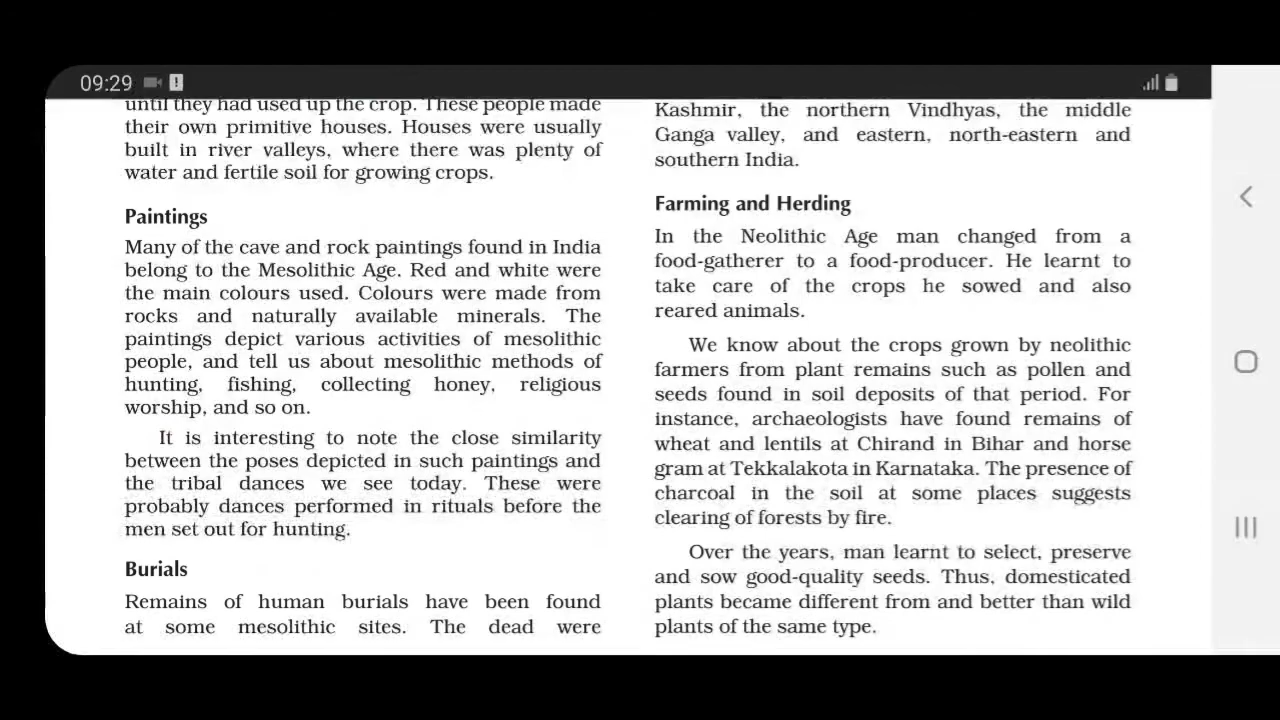 09:29
until they had used up the crop. These people made
their own primitive houses. Houses were usually
built in river valleys, where there was plenty of
water and fertile soil for growing crops.
Paintings
Many of the cave and rock paintings found in India
belong to the Mesolithic Age. Red and white were
the main colours used. Colours were made from
rocks and naturally available minerals. The
paintings depict various activities of mesolithic
people, and tell us about mesolithic methods of
hunting, fishing, collecting honey, religious
worship, and so on.
It is interesting to note the close similarity
between the poses depicted in such paintings and
the tribal dances we see today. These were
probably dances performed in rituals before the
men set out for hunting.
Burials
Remains of human burials have been found
at some mesolithic sites. The dead were
Kashmir, the northern Vindhyas, the middle
Ganga valley, and eastern, north-eastern and
southern India.
Farming and Herding
In the Neolithic Age man changed from a
food-gatherer to a food-producer. He learnt to
take care of the crops he sowed and also
reared animals.
We know about the crops grown by neolithic
farmers from plant remains such as pollen and
seeds found in soil deposits of that period. For
instance, archaeologists have found remains of
wheat and lentils at Chirand in Bihar and horse
gram at Tekkalakota in Karnataka. The presence of
charcoal in the soil at some places suggests
clearing of forests by fire.
Over the years, man learnt to select, preserve
and sow good-quality seeds. Thus, domesticated
plants became different from and better than wild
plants of the same type.